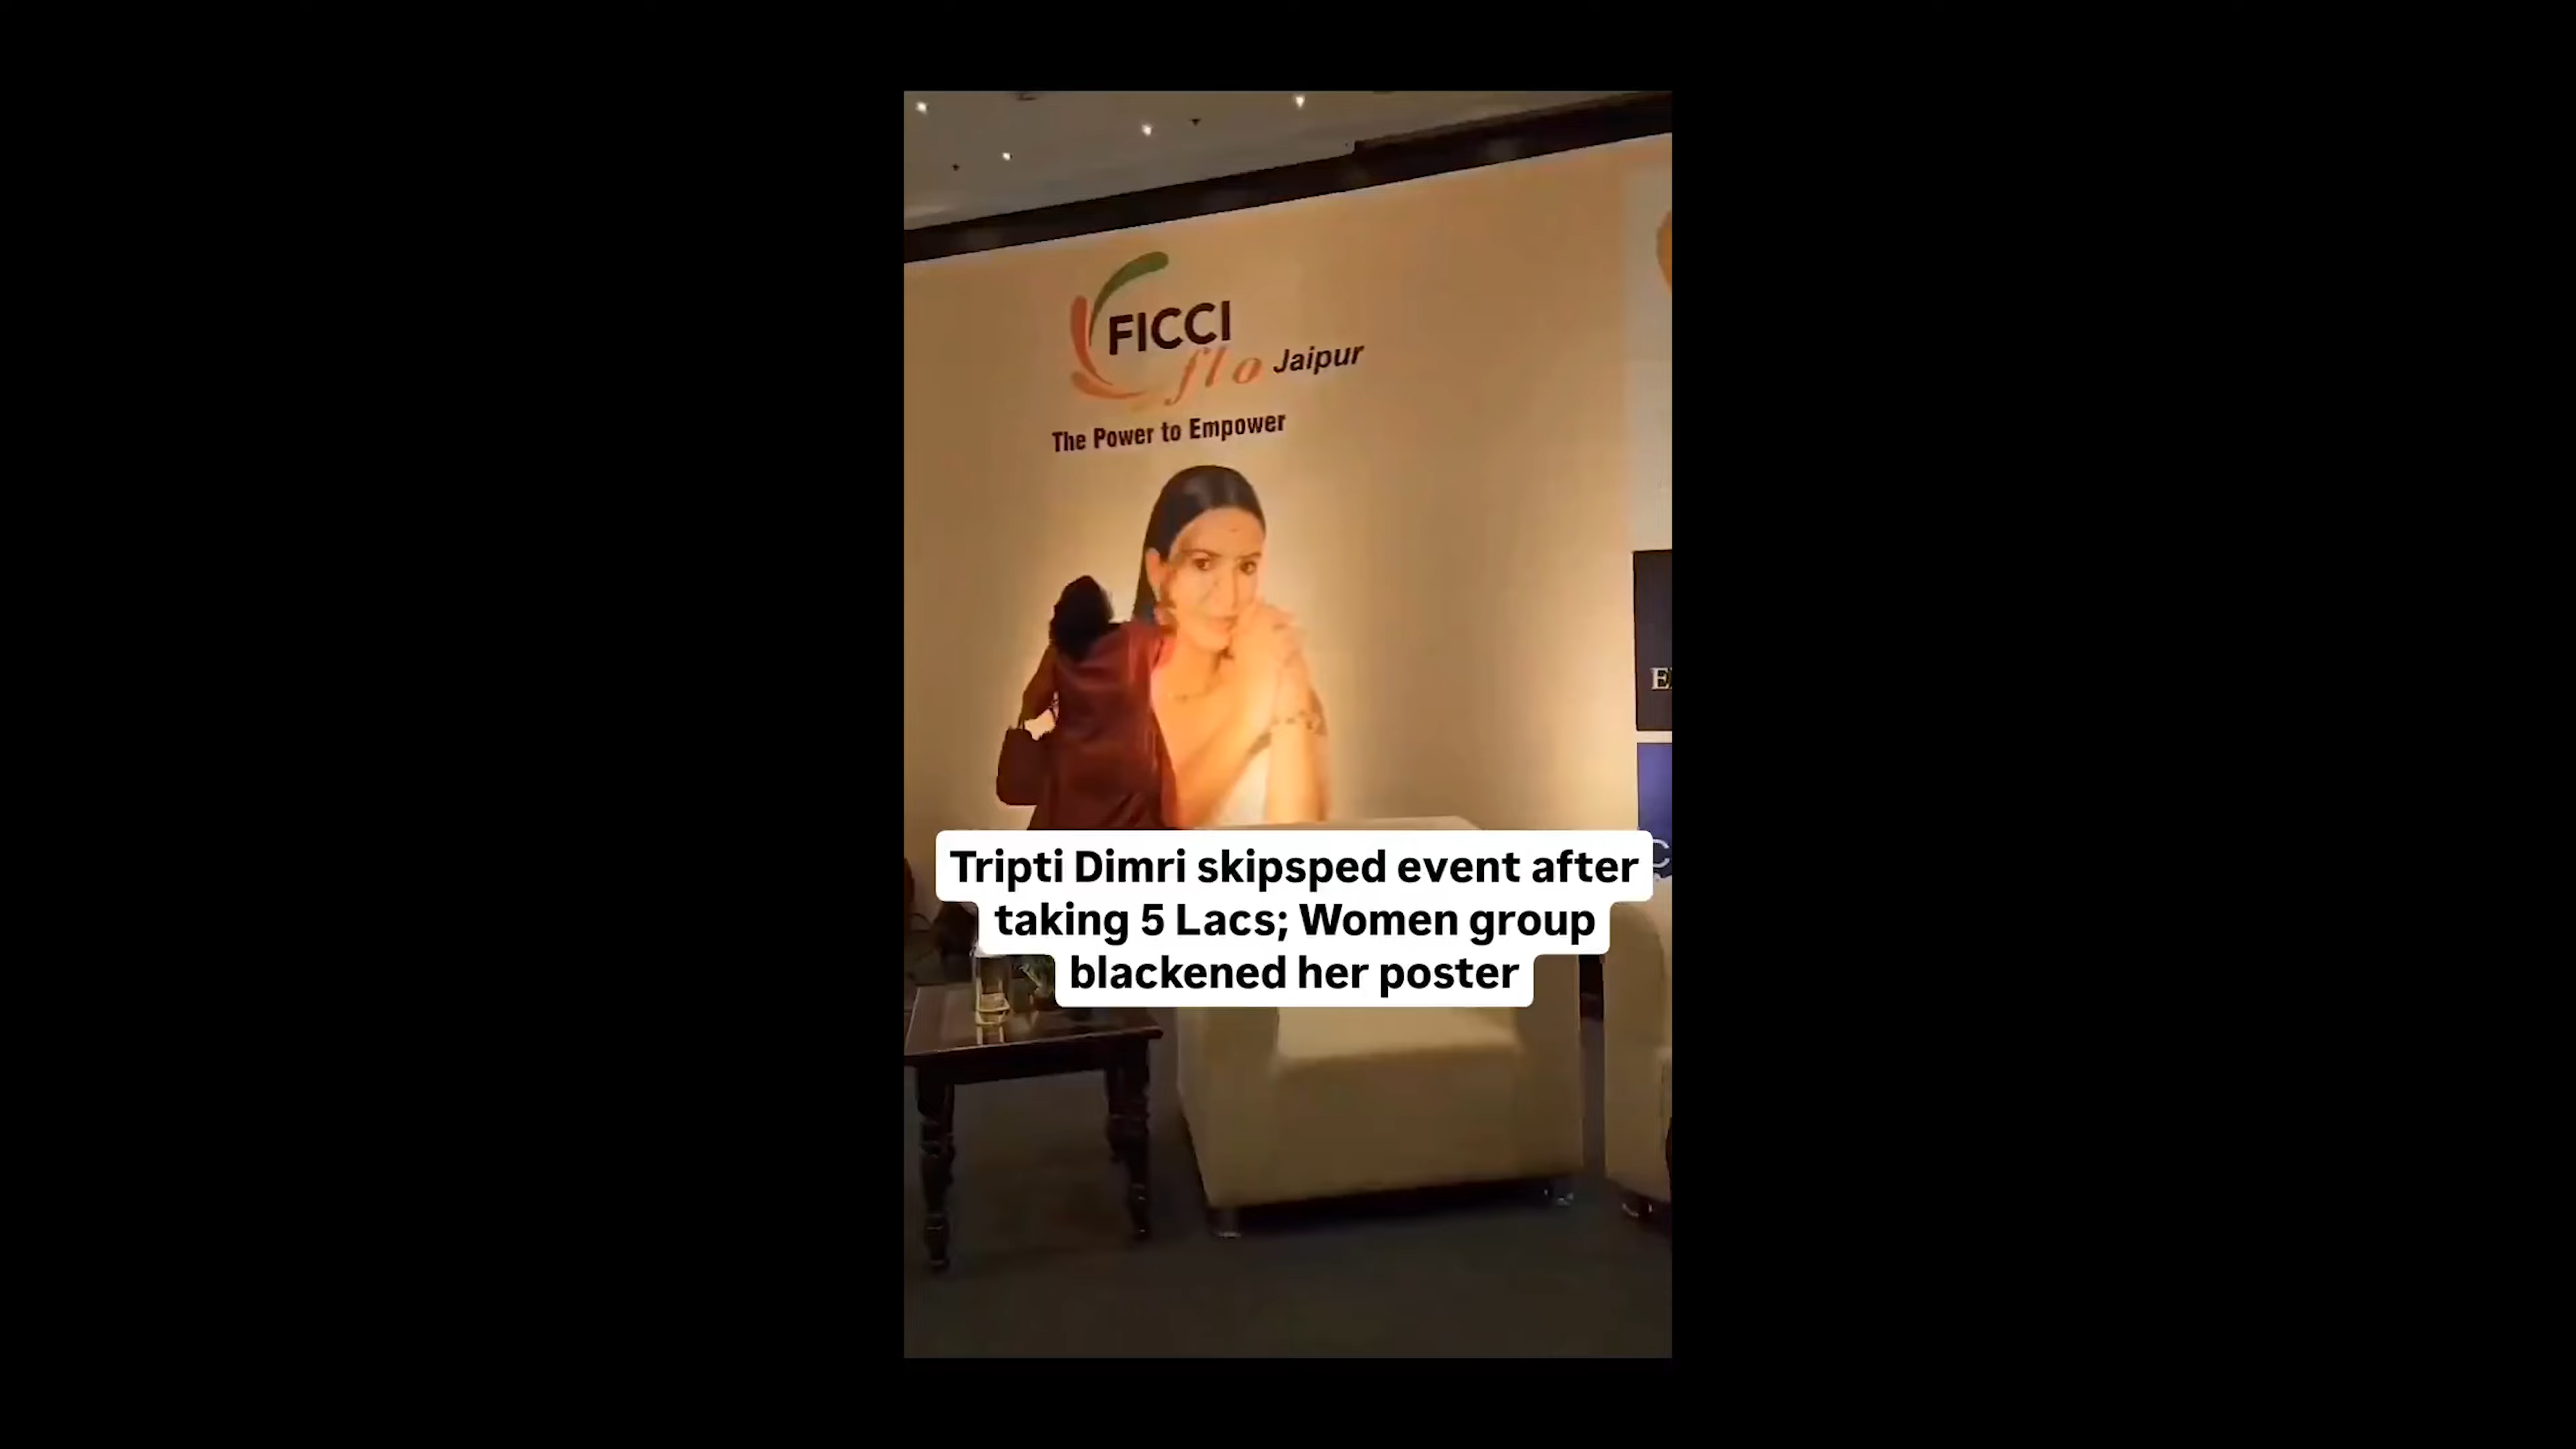 FICCI
flo Jaipur
The Power to Empower
Tripti Dimri skipsped event after
taking 5 Lacs; Women group
blackened her poster